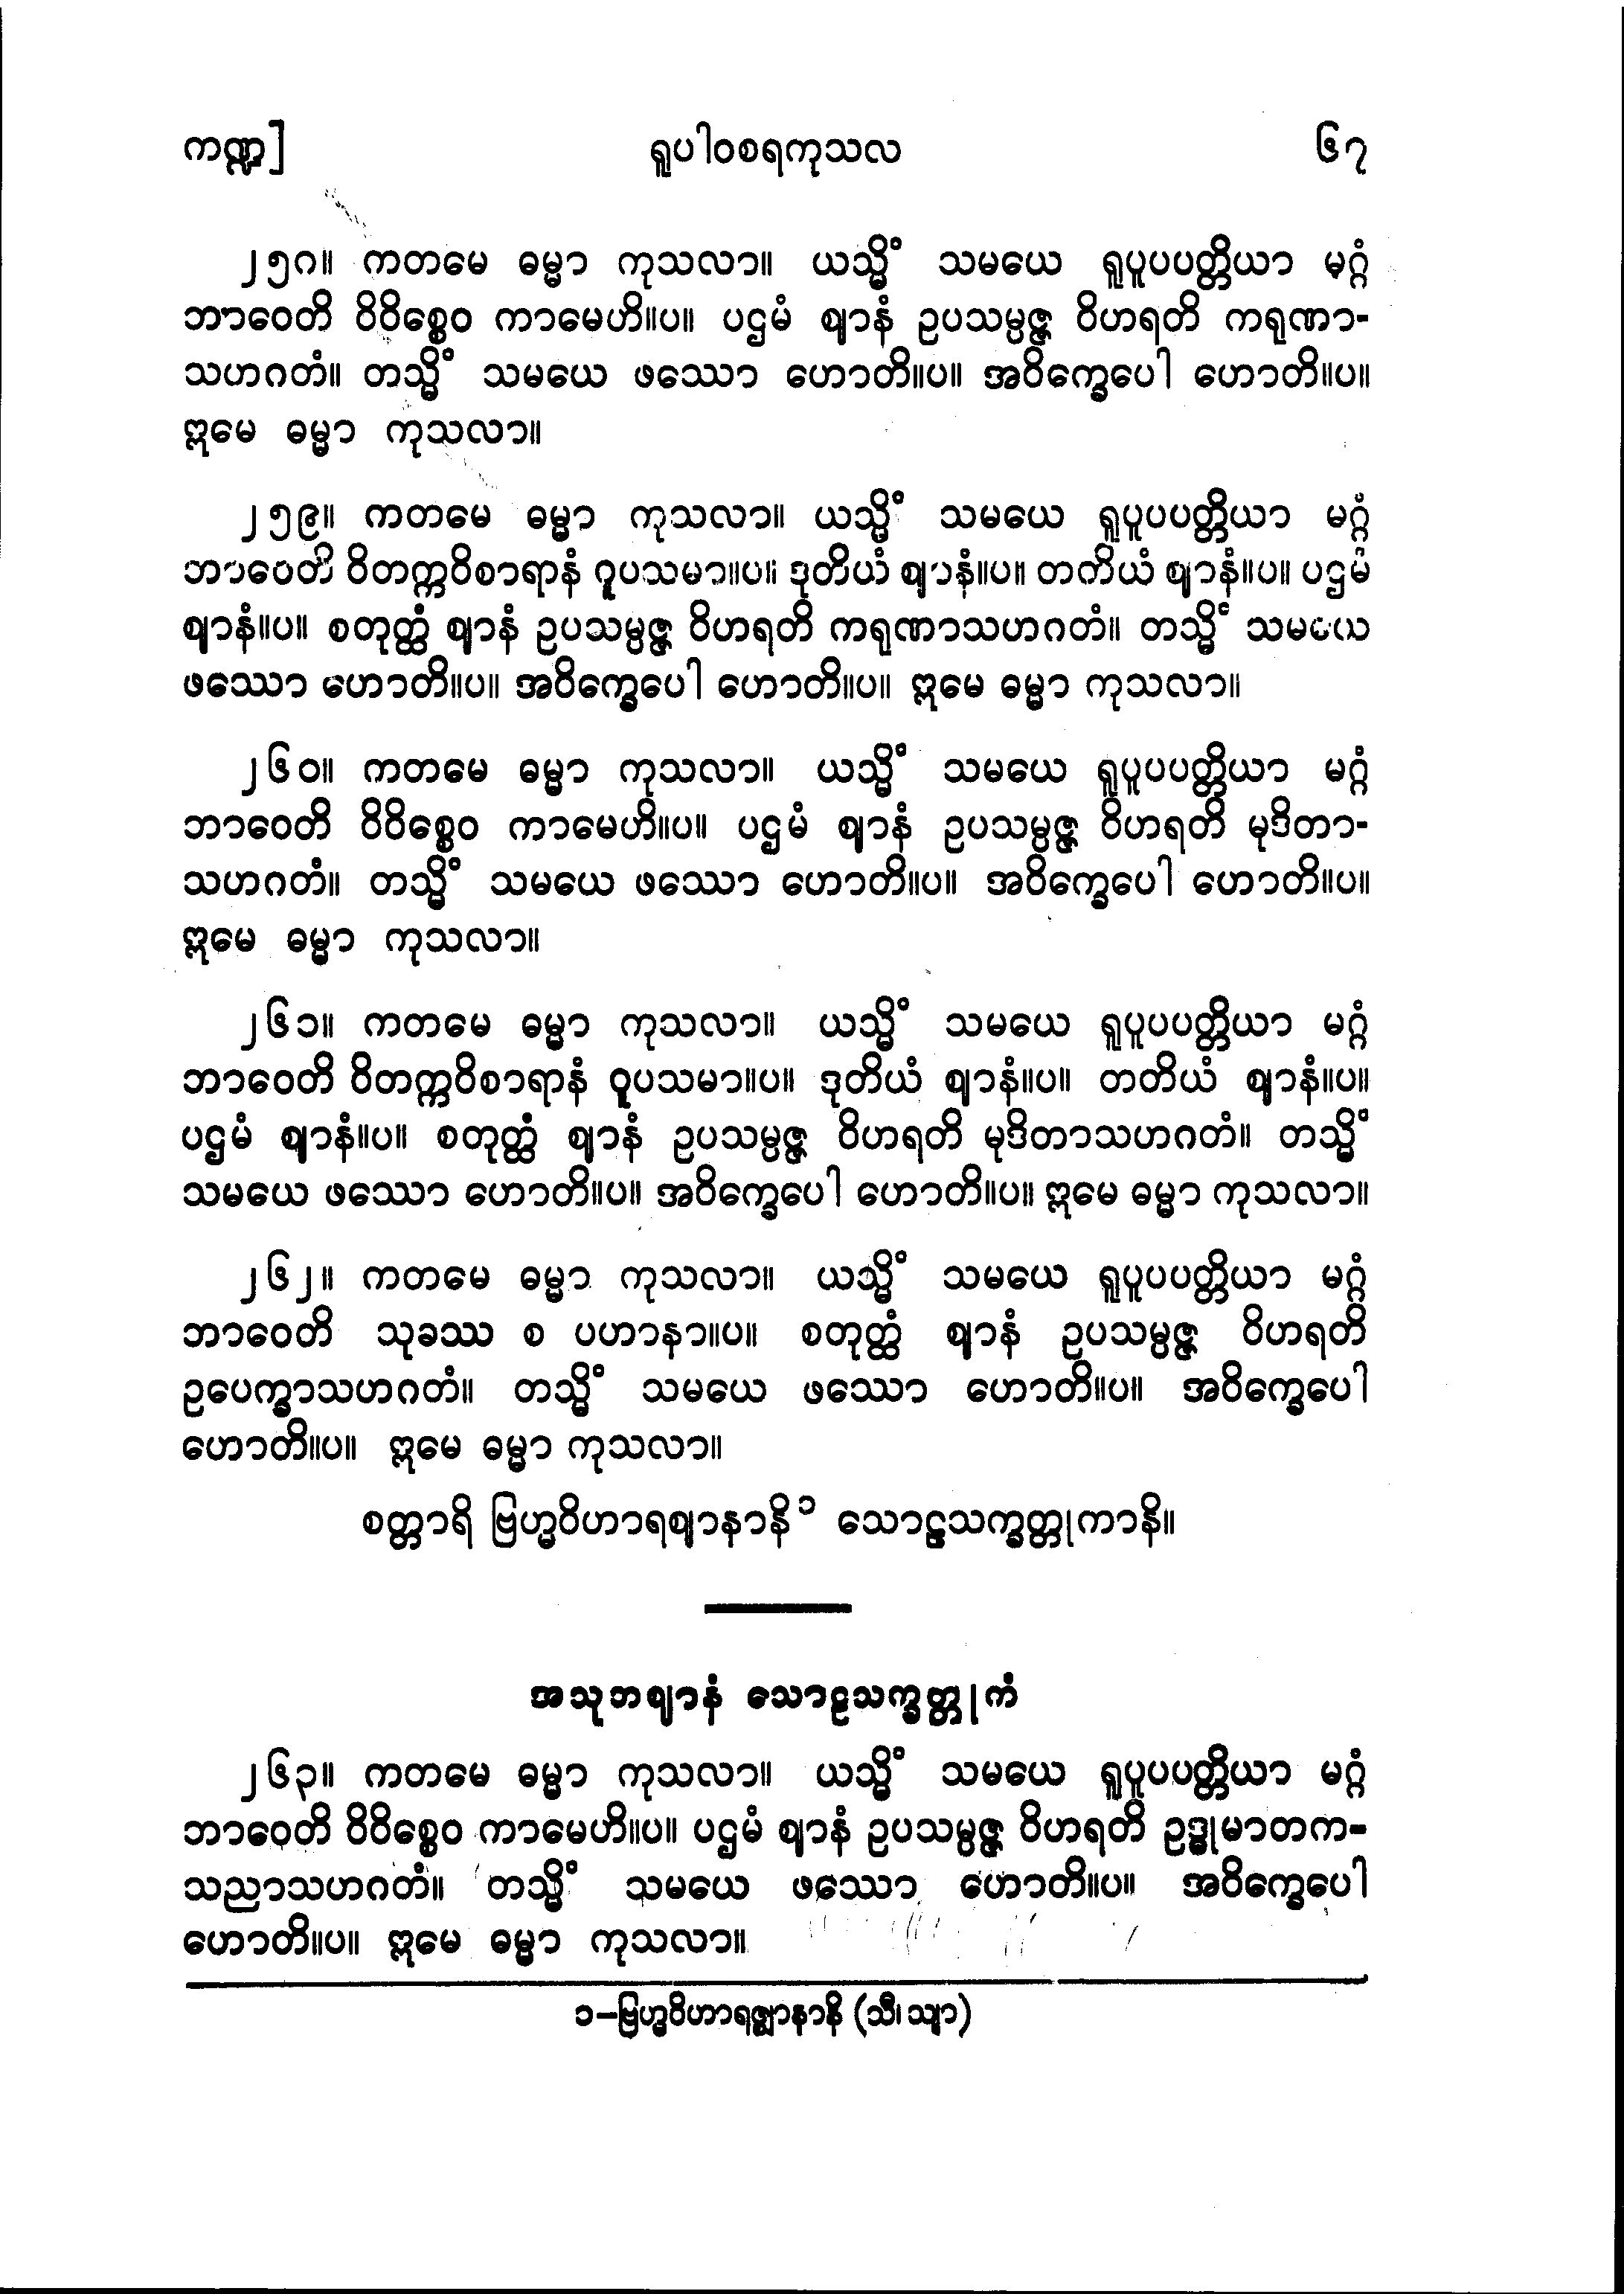 ကဏ္ဍ] ရူပါဝစရကုသလ ၆၇
၂၅၈။ ကတမေ ဓမ္မာ ကုသလာ။ ယသ္မိံ သမယေ ရူပူပပတ္တိယာ မဂ္ဂံ
ဘာဝေတိ ဝိဝိစ္စေဝ ကာမေဟိ။ပ။ ပဌမံ ဈာနံ ဥပသမ္ပဇ္ဇ ဝိဟရတိ ကရုဏာ-
သဟဂတံ။ တသ္မိံ သမယေ ဖဿော ဟောတိ။ပ။ အဝိက္ခေပေါ ဟောတိ။ပ။
ဣမေ ဓမ္မာ ကုသလာ။
၂၅၉။ ကတမေ ဓမ္မာ ကုသလာ။ ယသ္မိံ သမယေ ရူပူပပတ္တိယာ မဂ္ဂံ
ဘာဝေတိ ဝိတက္ကဝိစာရာနံ ဝူပသမာ။ပ။ ဒုတိယံ ဈာနံ။ပ။ တတိယံ ဈာနံ။ပ။ ပဌမံ
ဈာနံ။ပ။ စတုတ္ထံ ဈာနံ ဥပသမ္ပဇ္ဇ ဝိဟရတိ ကရုဏာသဟဂတံ။ တသ္မိံ သမယေ
ဖဿော ဟောတိ။ပ။ အဝိက္ခေပေါ ဟောတိ။ပ။ ဣမေ ဓမ္မာ ကုသလာ။
၂၆၀။ ကတမေ ဓမ္မာ ကုသလာ။ ယသ္မိံ သမယေ ရူပူပပတ္တိယာ မဂ္ဂံ
ဘာဝေတိ ဝိဝိစ္စေဝ ကာမေဟိ။ပ။ ပဌမံ ဈာနံ ဥပသမ္ပဇ္ဇ ဝိဟရတိ မုဒိတာ-
သဟဂတံ။ တသ္မိံ သမယေ ဖဿော ဟောတိ။ပ။ အဝိက္ခေပေါ ဟောတိ။ပ။
ဣမေ ဓမ္မာ ကုသလာ။
၂၆၁။ ကတမေ ဓမ္မာ ကုသလာ။ ယသ္မိံ သမယေ ရူပူပပတ္တိယာ မဂ္ဂံ
ဘာဝေတိ ဝိတက္ကဝိစာရာနံ ဝူပသမာ။ပ။ ဒုတိယံ ဈာနံ။ပ။ တတိယံ ဈာနံ။ပ။
ပဌမံ ဈာနံ။ပ။ စတုတ္ထံ ဈာနံ ဥပသမ္ပဇ္ဇ ဝိဟရတိ မုဒိတာသဟဂတံ။ တသ္မိံ
သမယေ ဖဿော ဟောတိ။ပ။ အဝိက္ခေပေါ ဟောတိ။ပ။ ဣမေ ဓမ္မာ ကုသလာ။
၂၆၂။ ကတမေ ဓမ္မာ ကုသလာ။ ယသ္မိံ သမယေ ရူပူပပတ္တိယာ မဂ္ဂံ
ဘာဝေတိ သုခဿ စ ပဟာနာ။ပ။ စတုတ္ထံ ဈာနံ ဥပသမ္ပဇ္ဇ ဝိဟရတိ
ဥပေက္ခာသဟဂတံ။ တသ္မိံ သမယေ ဖဿော ဟောတိ။ပ။ အဝိက္ခေပေါ
ဟောတိ။ပ။ ဣမေ ဓမ္မာ ကုသလာ။
စတ္တာရိ ဗြဟ္မဝိဟာရဈာနာနိ ၁ သောဠသက္ခတ္တုကာနိ။
အသုဘဈာနံ သောဠသက္ခတ္တုကံ
၂၆၃။ ကတမေ ဓမ္မာ ကုသလာ။ ယသ္မိံ သမယေ ရူပူပပတ္တိယာ မဂ္ဂံ
ဘာဝေတိ ဝိဝိစ္စေဝ ကာမေဟိ။ပ။ ပဌမံ ဈာနံ ဥပသမ္ပဇ္ဇ ဝိဟရတိ ဥဒ္ဓုမာတက-
သညာသဟဂတံ။ တသ္မိံ သမယေ ဖဿော ဟောတိ။ပ။ အဝိက္ခေပေါ
ဟောတိ။ပ။ ဣမေ ဓမ္မာ ကုသလာ။
၁–ဗြဟ္မဝိဟာရဇ္ဈာနာနိ (သီ၊ သျာ)